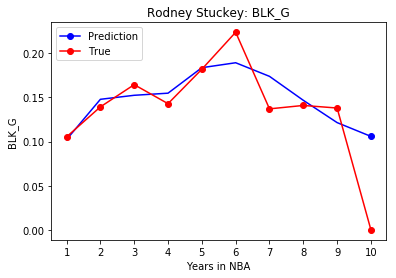 Rodney Stuckey: BLK_G
Prediction
True
BLK_G
0.20
0.15
0.10
0.05
0.00
1 2 3 4 5 6 7 8 9 10
Years in NBA